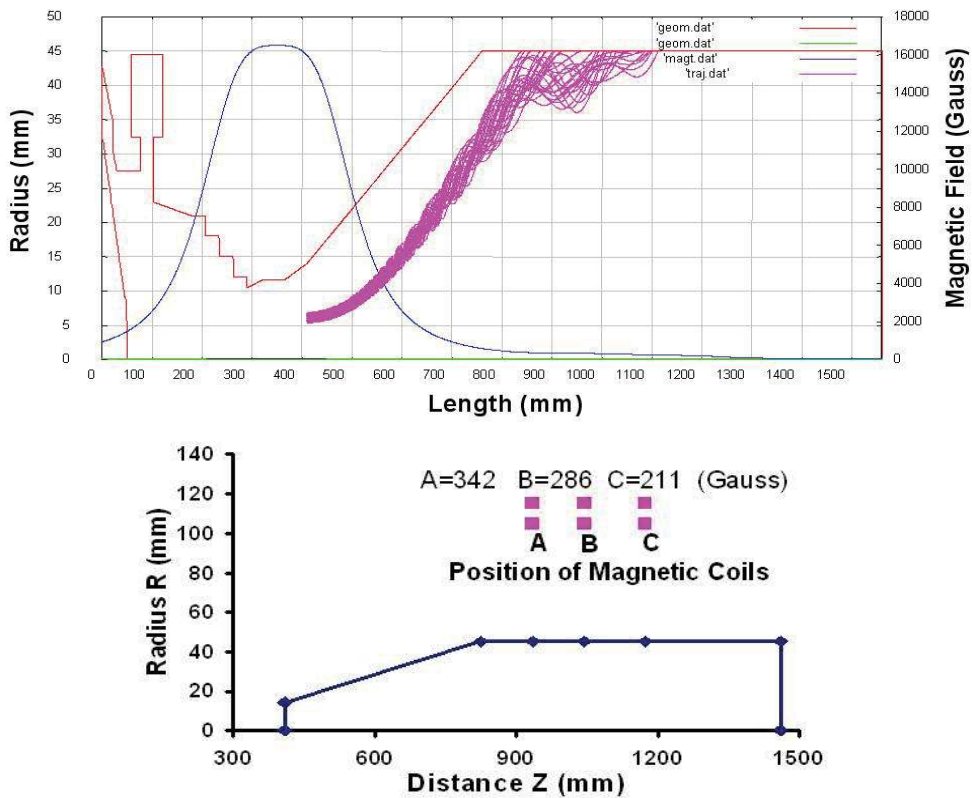 50
45
40
35
30
25
20
15
10
5
0
Radius (mm)
18000
16000
14000
12000
10000
8000
6000
4000
2000
0
Magnetic Field (Gauss)
'geom.dat'
'geom.dat'
'magt.dat'
'traj.dat'
0 100 200 300 400 500 600 700 800 900 1000 1100 1200 1300 1400 1500
Length (mm)
140
120
100
80
60
40
20
0
Radius R (mm)
A=342 B=286 C=211 (Gauss)
A B C
Position of Magnetic Coils
300 600 900 1200 1500
Distance Z (mm)